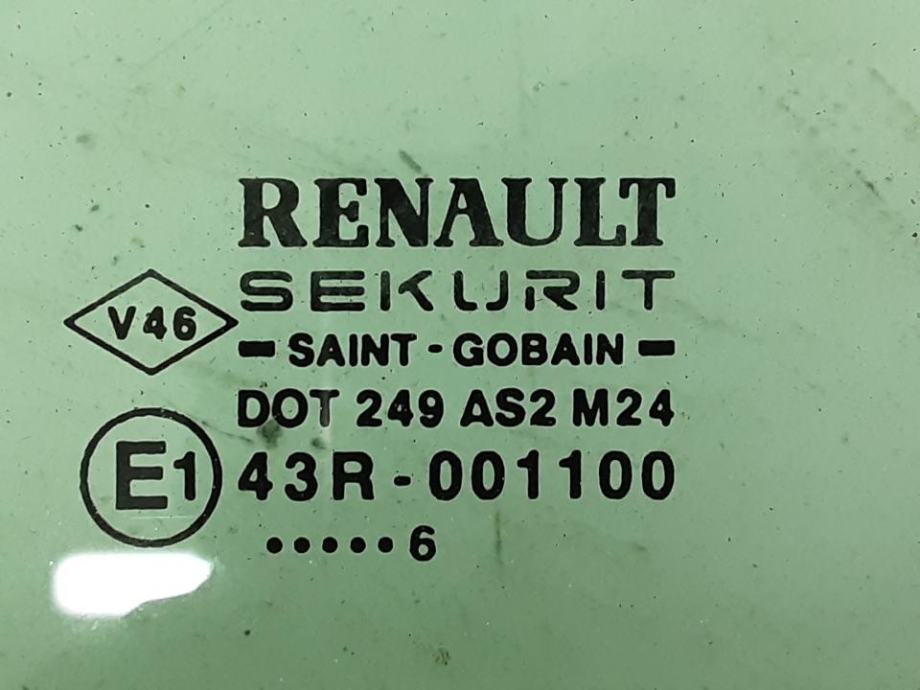 RENAULT
SEKURIT
V46
- SAINT - GOBAIN -
DOT 249 AS2 M24
E1 43R - 001100
•••••6